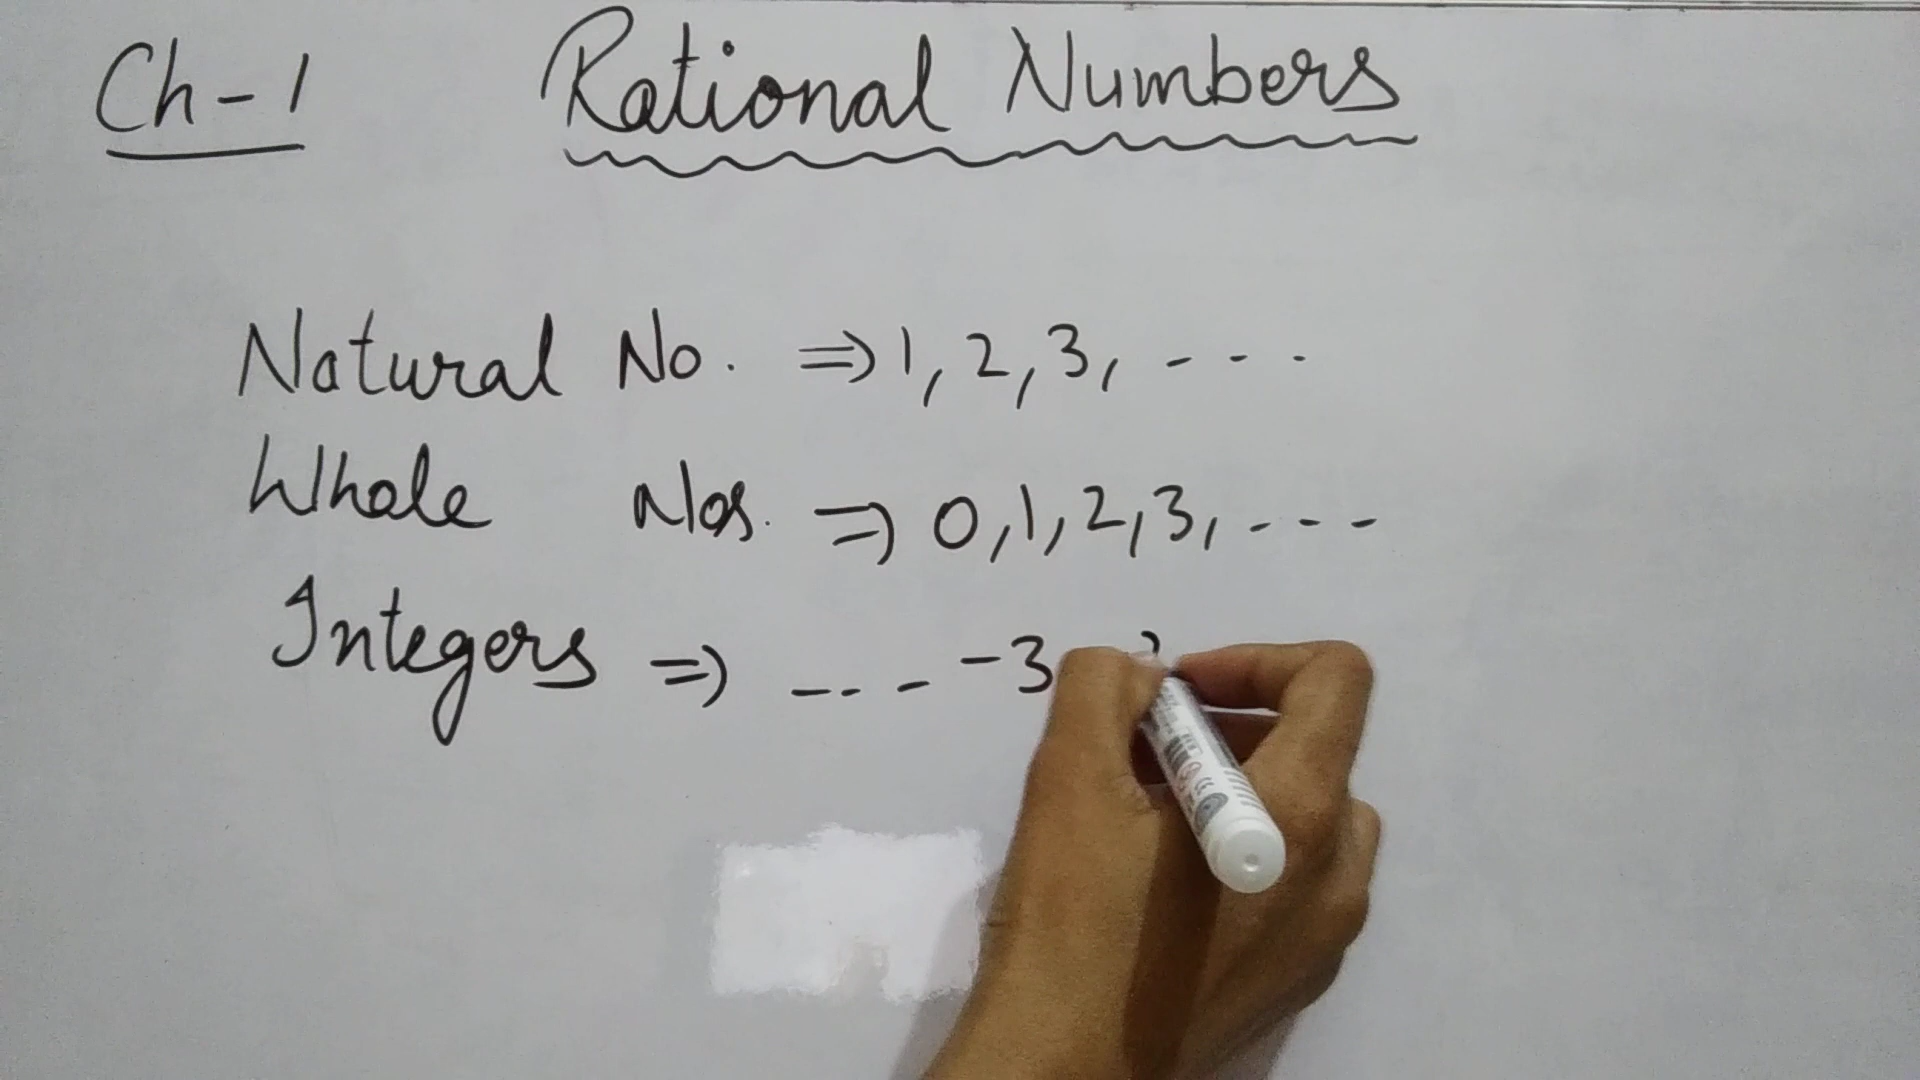 Ch-1 Rational Numbers
Natural No. ⇒ 1, 2, 3, - - -
Whole Nos. ⇒ 0, 1, 2, 3, - - -
Integers ⇒ - - - -3